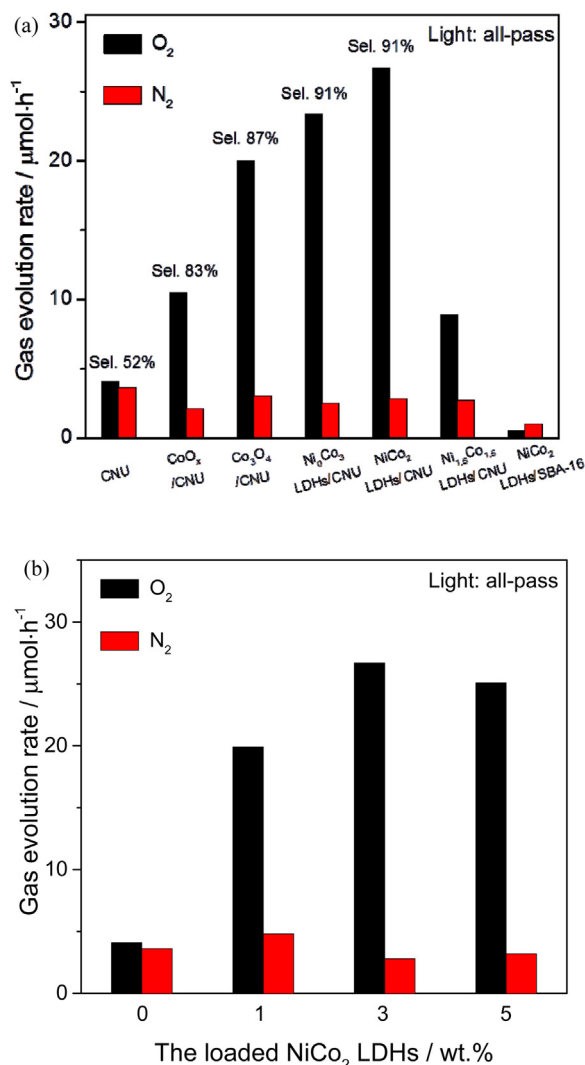 (a)
Gas evolution rate / μmol·h⁻¹
30
20
10
0
O₂
N₂
Light: all-pass
Sel. 52%
Sel. 83%
Sel. 87%
Sel. 91%
Sel. 91%
CNU
CoOₓ
/CNU
Co₃O₄
/CNU
Ni₀Co₃
LDHs/CNU
NiCo₂
LDHs/CNU
Ni₁.₅Co₁.₅
LDHs/CNU
NiCo₂
LDHs/SBA-16
(b)
Gas evolution rate / μmol·h⁻¹
30
20
10
0
O₂
N₂
Light: all-pass
0 1 3 5
The loaded NiCo₂ LDHs / wt.%